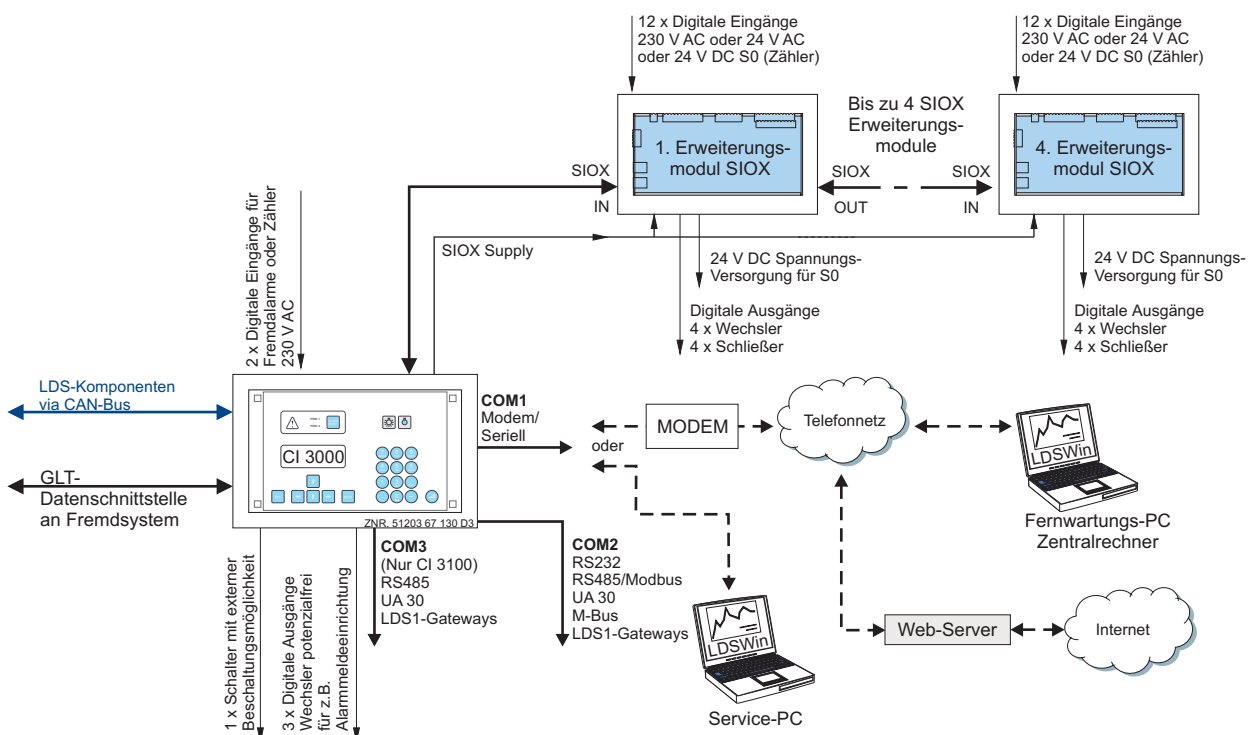 12 x Digitale Eingänge
230 V AC oder 24 V AC
oder 24 V DC S0 (Zähler)
12 x Digitale Eingänge
230 V AC oder 24 V AC
oder 24 V DC S0 (Zähler)
Bis zu 4 SIOX
Erweiterungs-
module
1. Erweiterungs-
modul SIOX
4. Erweiterungs-
modul SIOX
SIOX
IN
SIOX
OUT
SIOX
IN
SIOX Supply
24 V DC Spannungs-
Versorgung für S0
24 V DC Spannungs-
Versorgung für S0
Digitale Ausgänge
4 x Wechsler
4 x Schließer
Digitale Ausgänge
4 x Wechsler
4 x Schließer
2 x Digitale Eingänge für
Fremdalarme oder Zähler
230 V AC
LDS-Komponenten
via CAN-Bus
GLT-
Datenschnittstelle
an Fremdsystem
CI 3000
ZNR. 51203 67 130 D3
COM1
Modem/
Seriell
oder
MODEM
Telefonnetz
LDSWin
Fernwartungs-PC
Zentralrechner
COM3
(Nur CI 3100)
RS485
UA 30
LDS1-Gateways
COM2
RS232
RS485/Modbus
UA 30
M-Bus
LDS1-Gateways
LDSWin
Service-PC
Web-Server
Internet
1 x Schalter mit externer
Beschaltungsmöglichkeit
3 x Digitale Ausgänge
Wechsler potenzialfrei
für z.B.
Alarmmeldeeinrichtung